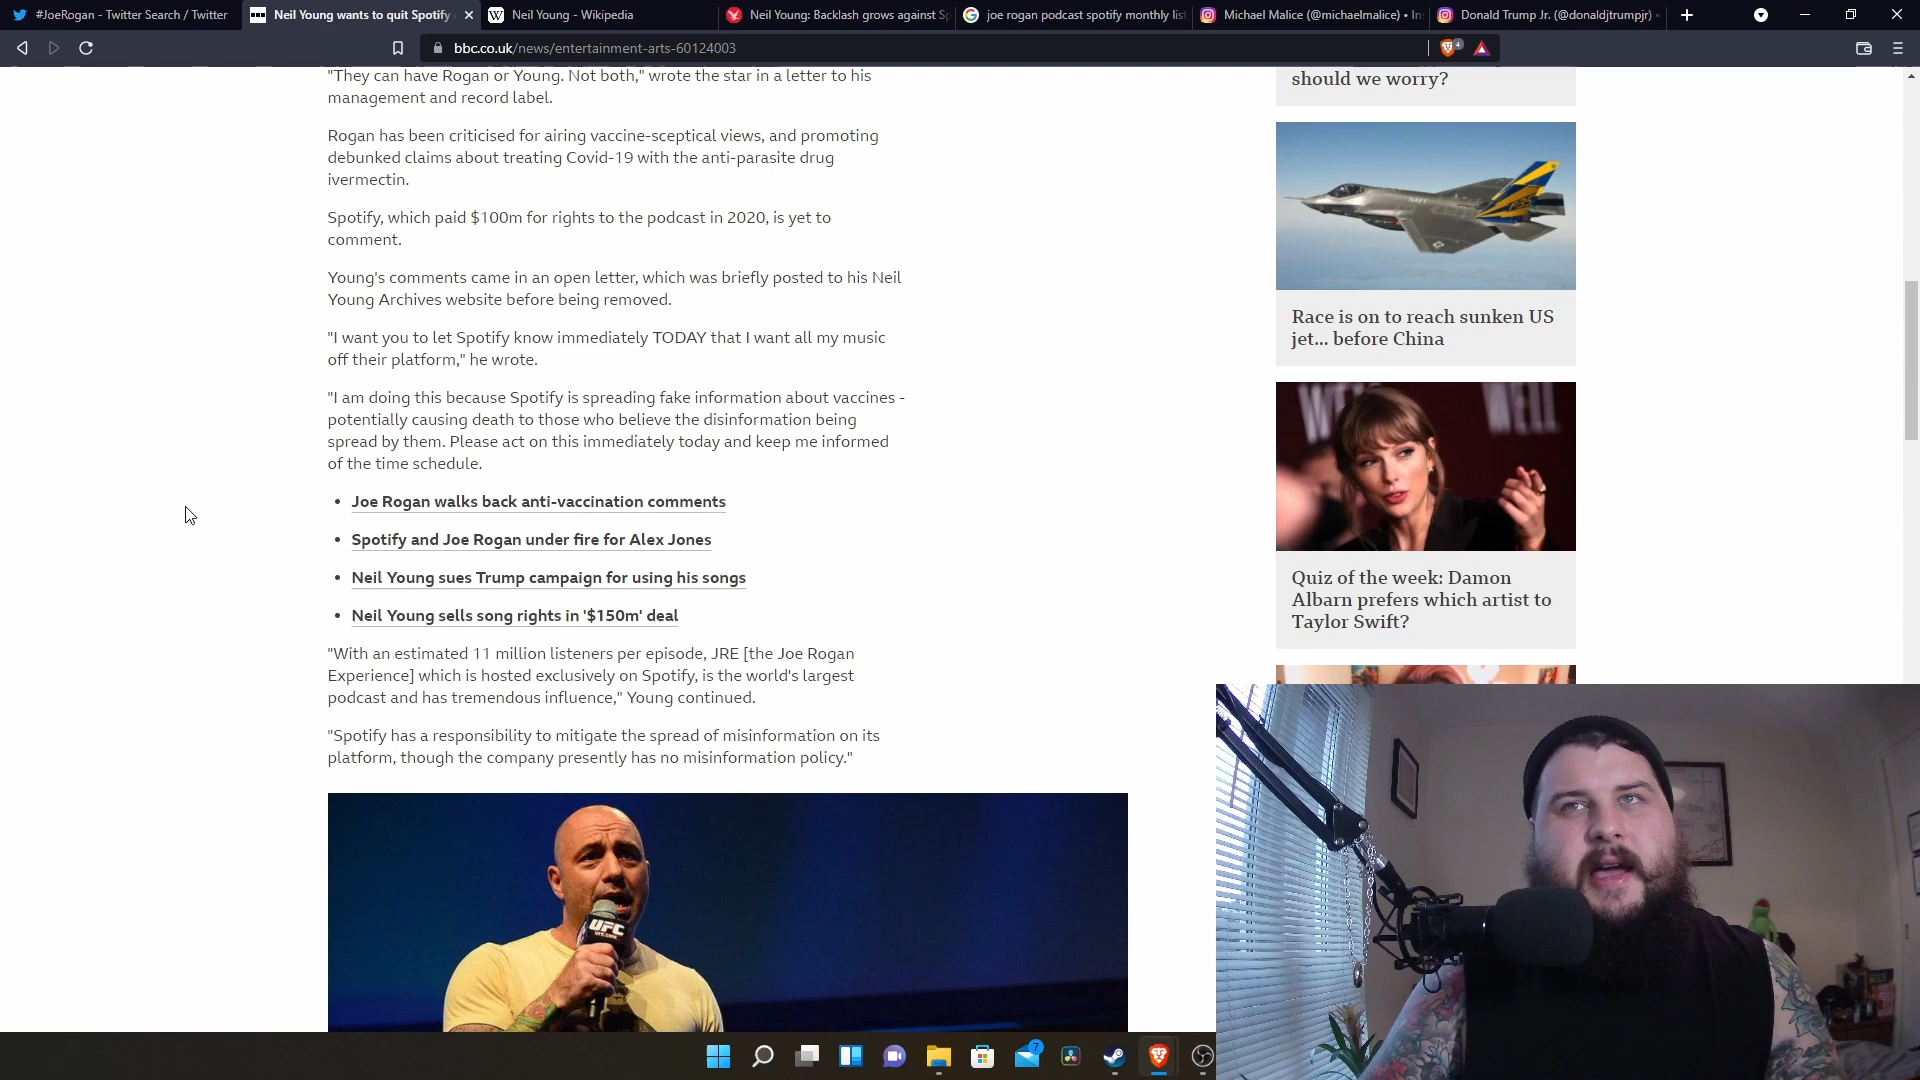 #JoeRogan - Twitter Search / Twitter
Neil Young wants to quit Spotify
Neil Young - Wikipedia
Neil Young: Backlash grows against Sp
joe rogan podcast spotify monthly list
Michael Malice (@michaelmalice) • In
Donald Trump Jr. (@donaldjtrumpjr) •
bbc.co.uk/news/entertainment-arts-60124003
4
"They can have Rogan or Young. Not both," wrote the star in a letter to his
management and record label.
Rogan has been criticised for airing vaccine-sceptical views, and promoting
debunked claims about treating Covid-19 with the anti-parasite drug
ivermectin.
Spotify, which paid $100m for rights to the podcast in 2020, is yet to
comment.
Young's comments came in an open letter, which was briefly posted to his Neil
Young Archives website before being removed.
"I want you to let Spotify know immediately TODAY that I want all my music
off their platform," he wrote.
"I am doing this because Spotify is spreading fake information about vaccines -
potentially causing death to those who believe the disinformation being
spread by them. Please act on this immediately today and keep me informed
of the time schedule.
• Joe Rogan walks back anti-vaccination comments
• Spotify and Joe Rogan under fire for Alex Jones
• Neil Young sues Trump campaign for using his songs
• Neil Young sells song rights in '$150m' deal
"With an estimated 11 million listeners per episode, JRE [the Joe Rogan
Experience] which is hosted exclusively on Spotify, is the world's largest
podcast and has tremendous influence," Young continued.
"Spotify has a responsibility to mitigate the spread of misinformation on its
platform, though the company presently has no misinformation policy."
UFC
UFC.COM
should we worry?
NAVY
Race is on to reach sunken US
jet... before China
WELL
Quiz of the week: Damon
Albarn prefers which artist to
Taylor Swift?
7